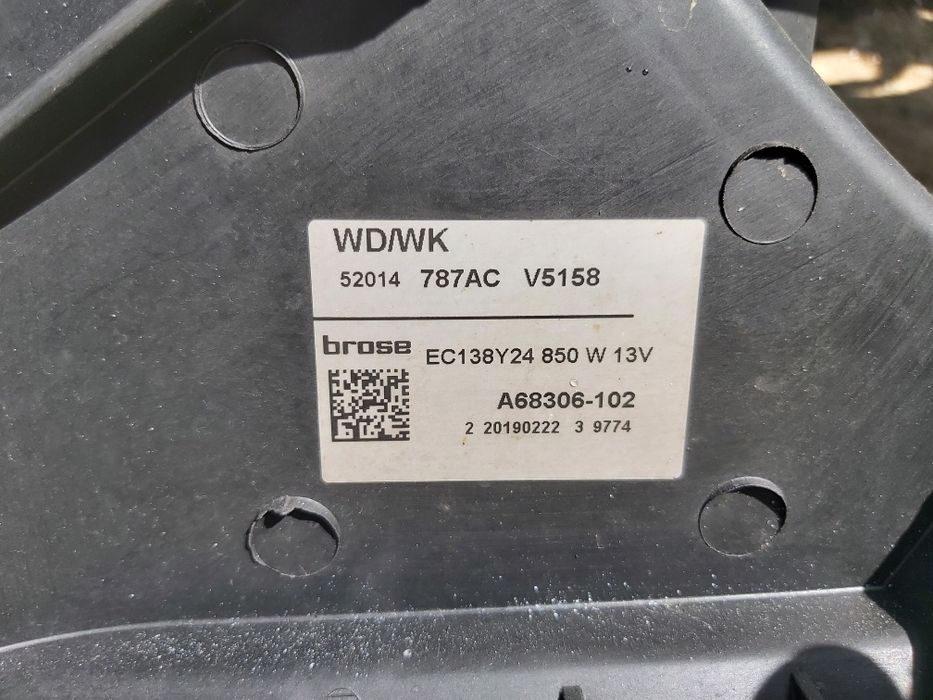 WD/WK
52014 787AC V5158
brose EC138Y24 850 W 13V
A68306-102
2 20190222 3 9774